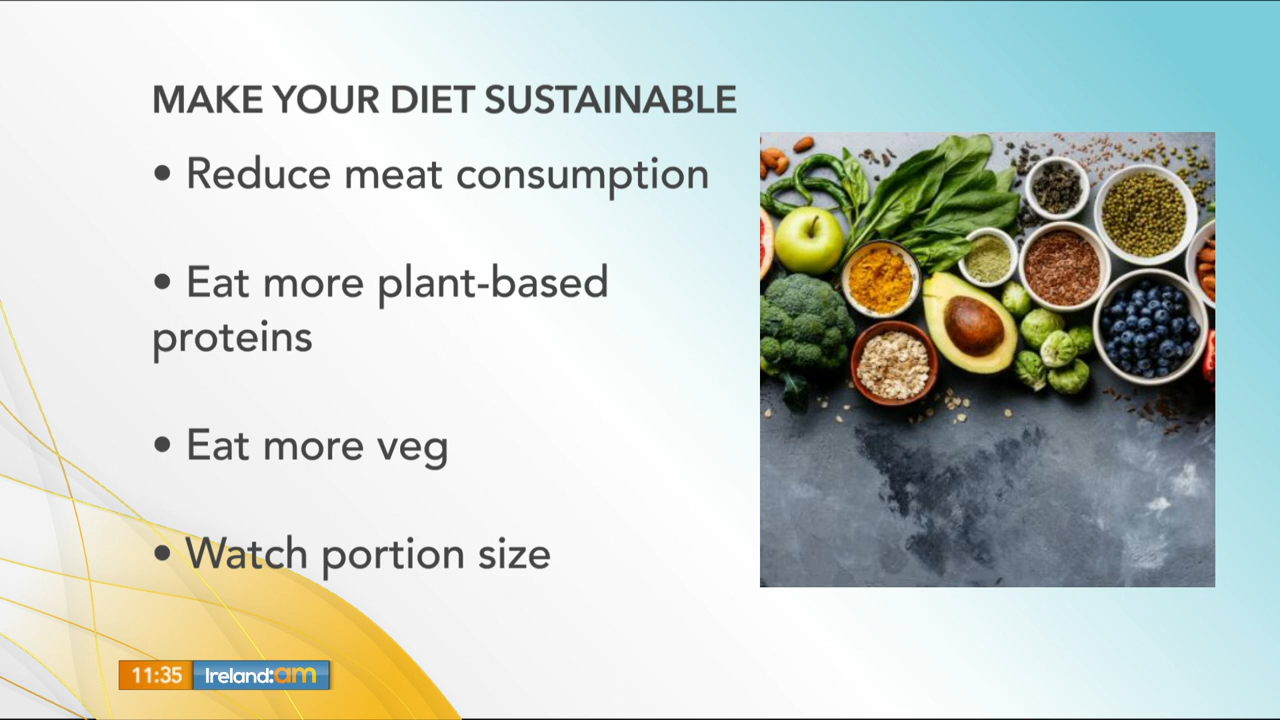 MAKE YOUR DIET SUSTAINABLE
• Reduce meat consumption
• Eat more plant-based
proteins
• Eat more veg
• Watch portion size
11:35 Ireland:am